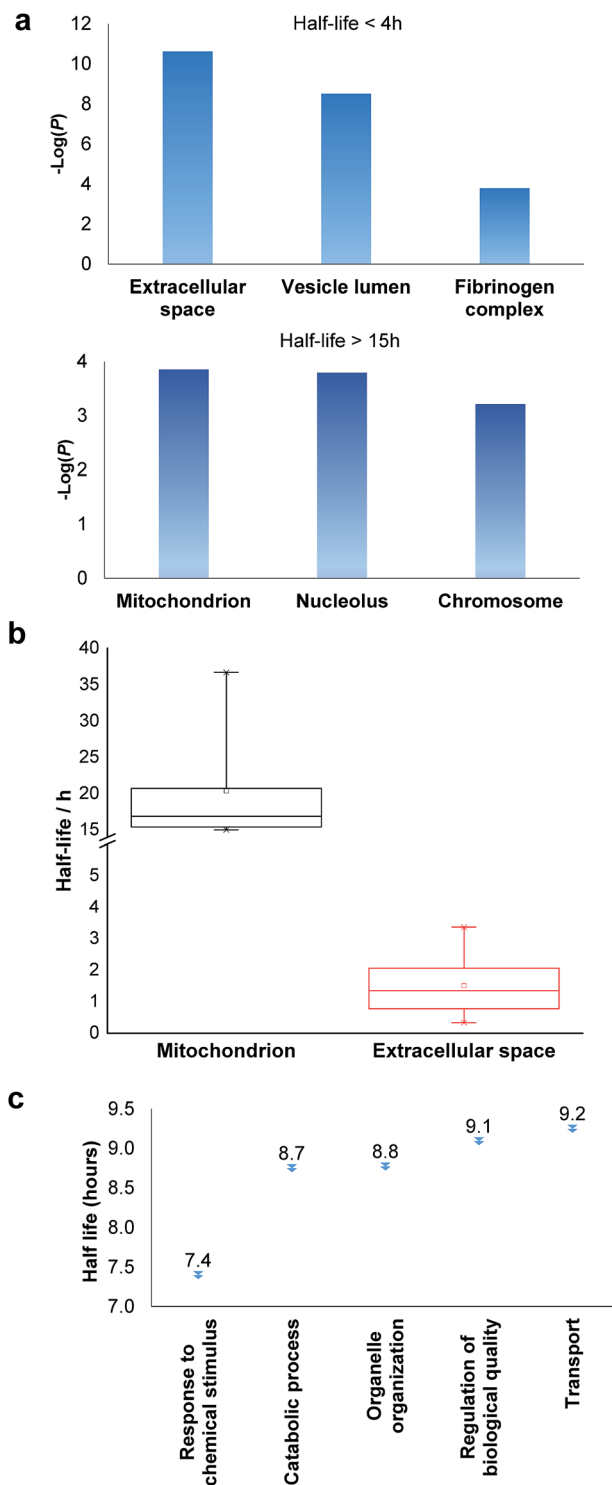 a
Half-life < 4h
-Log(P)
12
10
8
6
4
2
0
Extracellular
space
Vesicle lumen
Fibrinogen
complex
Half-life > 15h
-Log(P)
4
3
2
1
0
Mitochondrion
Nucleolus
Chromosome
b
Half-life / h
40
35
30
25
20
15
5
4
3
2
1
0
Mitochondrion
Extracellular space
c
Half life (hours)
9.5
9.0
8.5
8.0
7.5
7.0
7.4
8.7
8.8
9.1
9.2
Response to
chemical stimulus
Catabolic process
Organelle
organization
Regulation of
biological quality
Transport